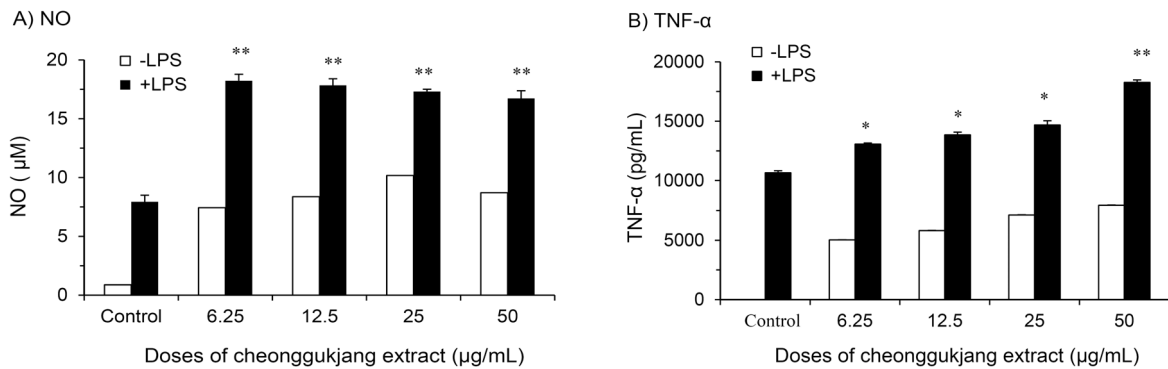 A) NO
-LPS
+LPS
**
**
**
**
20
15
10
5
0
NO ( μM)
Control
6.25
12.5
25
50
Doses of cheonggukjang extract (μg/mL)
B) TNF-α
-LPS
+LPS
*
*
*
**
20000
15000
10000
5000
0
TNF-α (pg/mL)
Control
6.25
12.5
25
50
Doses of cheonggukjang extract (μg/mL)